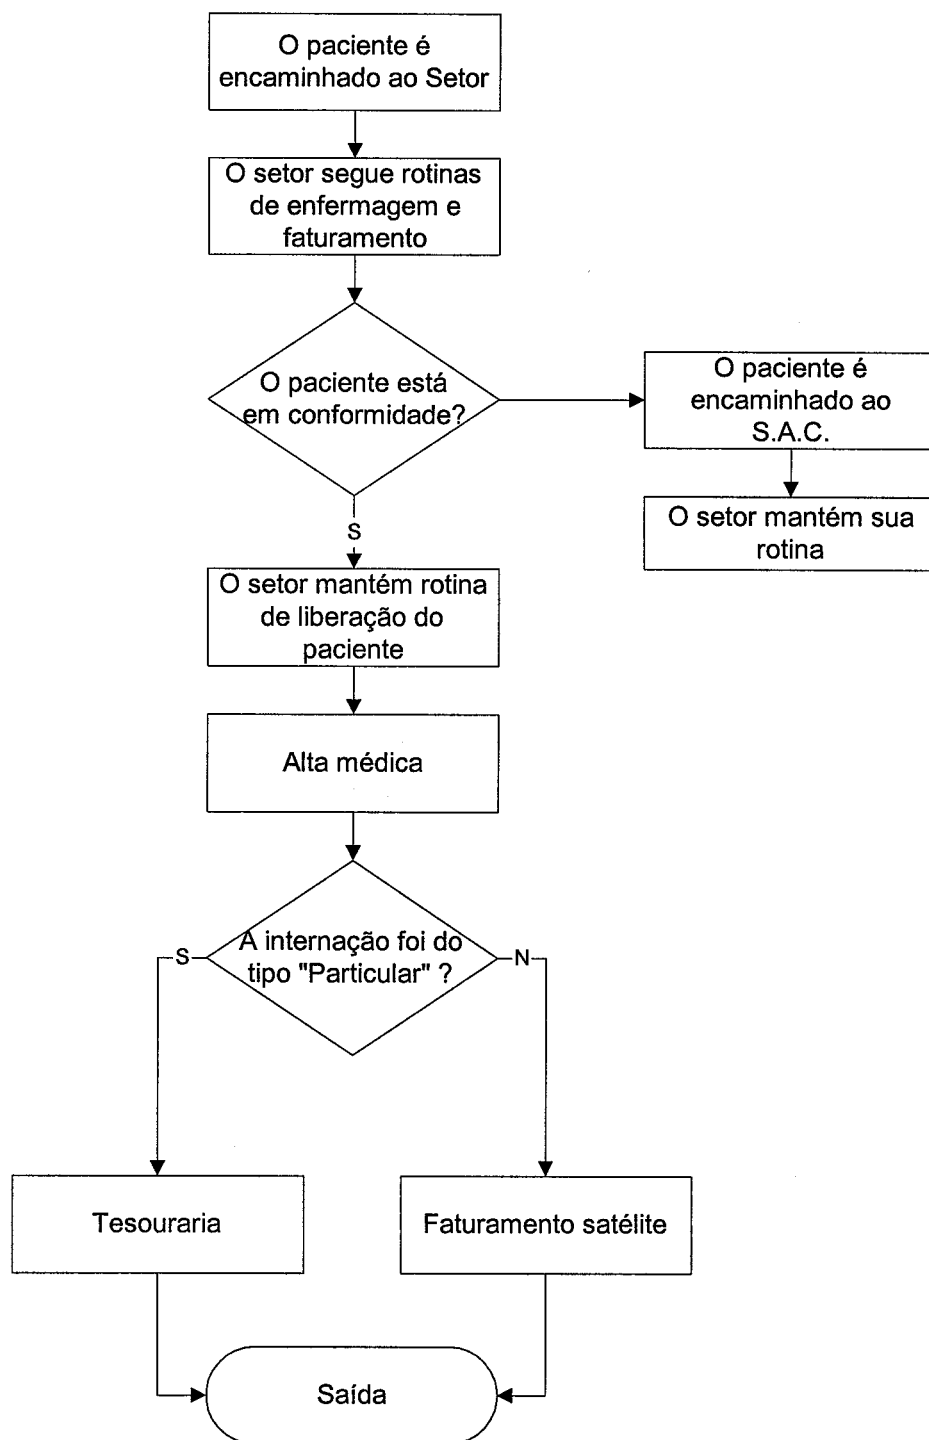 O paciente é
encaminhado ao Setor
O setor segue rotinas
de enfermagem e
faturamento
O paciente está
em conformidade?
O paciente é
encaminhado ao
S.A.C.
O setor mantém sua
rotina
S
O setor mantém rotina
de liberação do
paciente
Alta médica
A internação foi do
tipo "Particular" ?
S
N
Tesouraria
Faturamento satélite
Saída